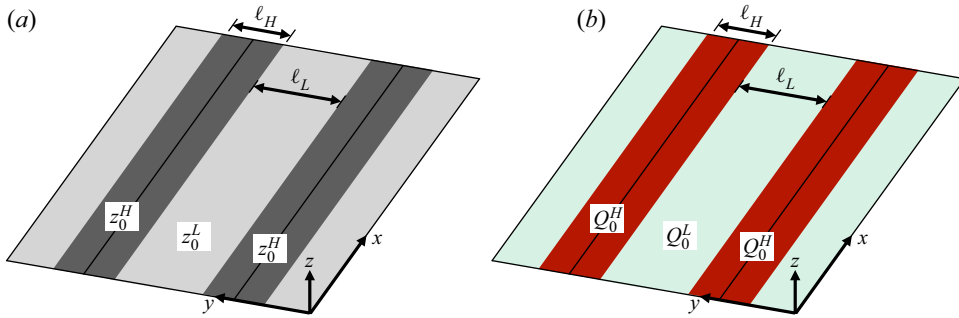 (a)
ℓ_H
ℓ_L
z_0^H
z_0^L
z_0^H
x
z
y
(b)
ℓ_H
ℓ_L
Q_0^H
Q_0^L
Q_0^H
x
z
y